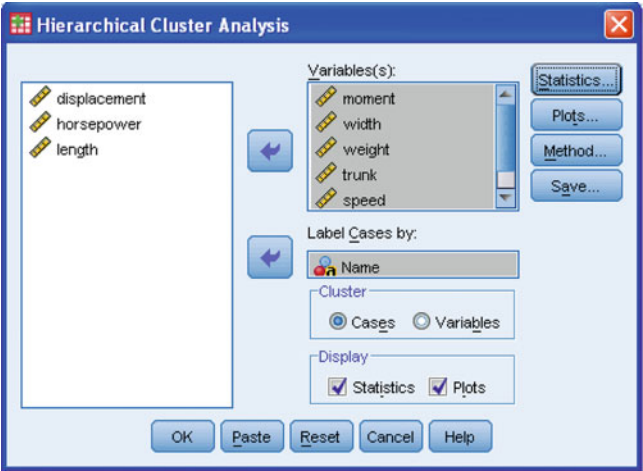 Hierarchical Cluster Analysis
displacement
horsepower
length
Variables(s):
moment
width
weight
trunk
speed
Statistics...
Plots...
Method...
Save...
Label Cases by:
Name
Cluster
Cases
Variables
Display
Statistics
Plots
OK
Paste
Reset
Cancel
Help